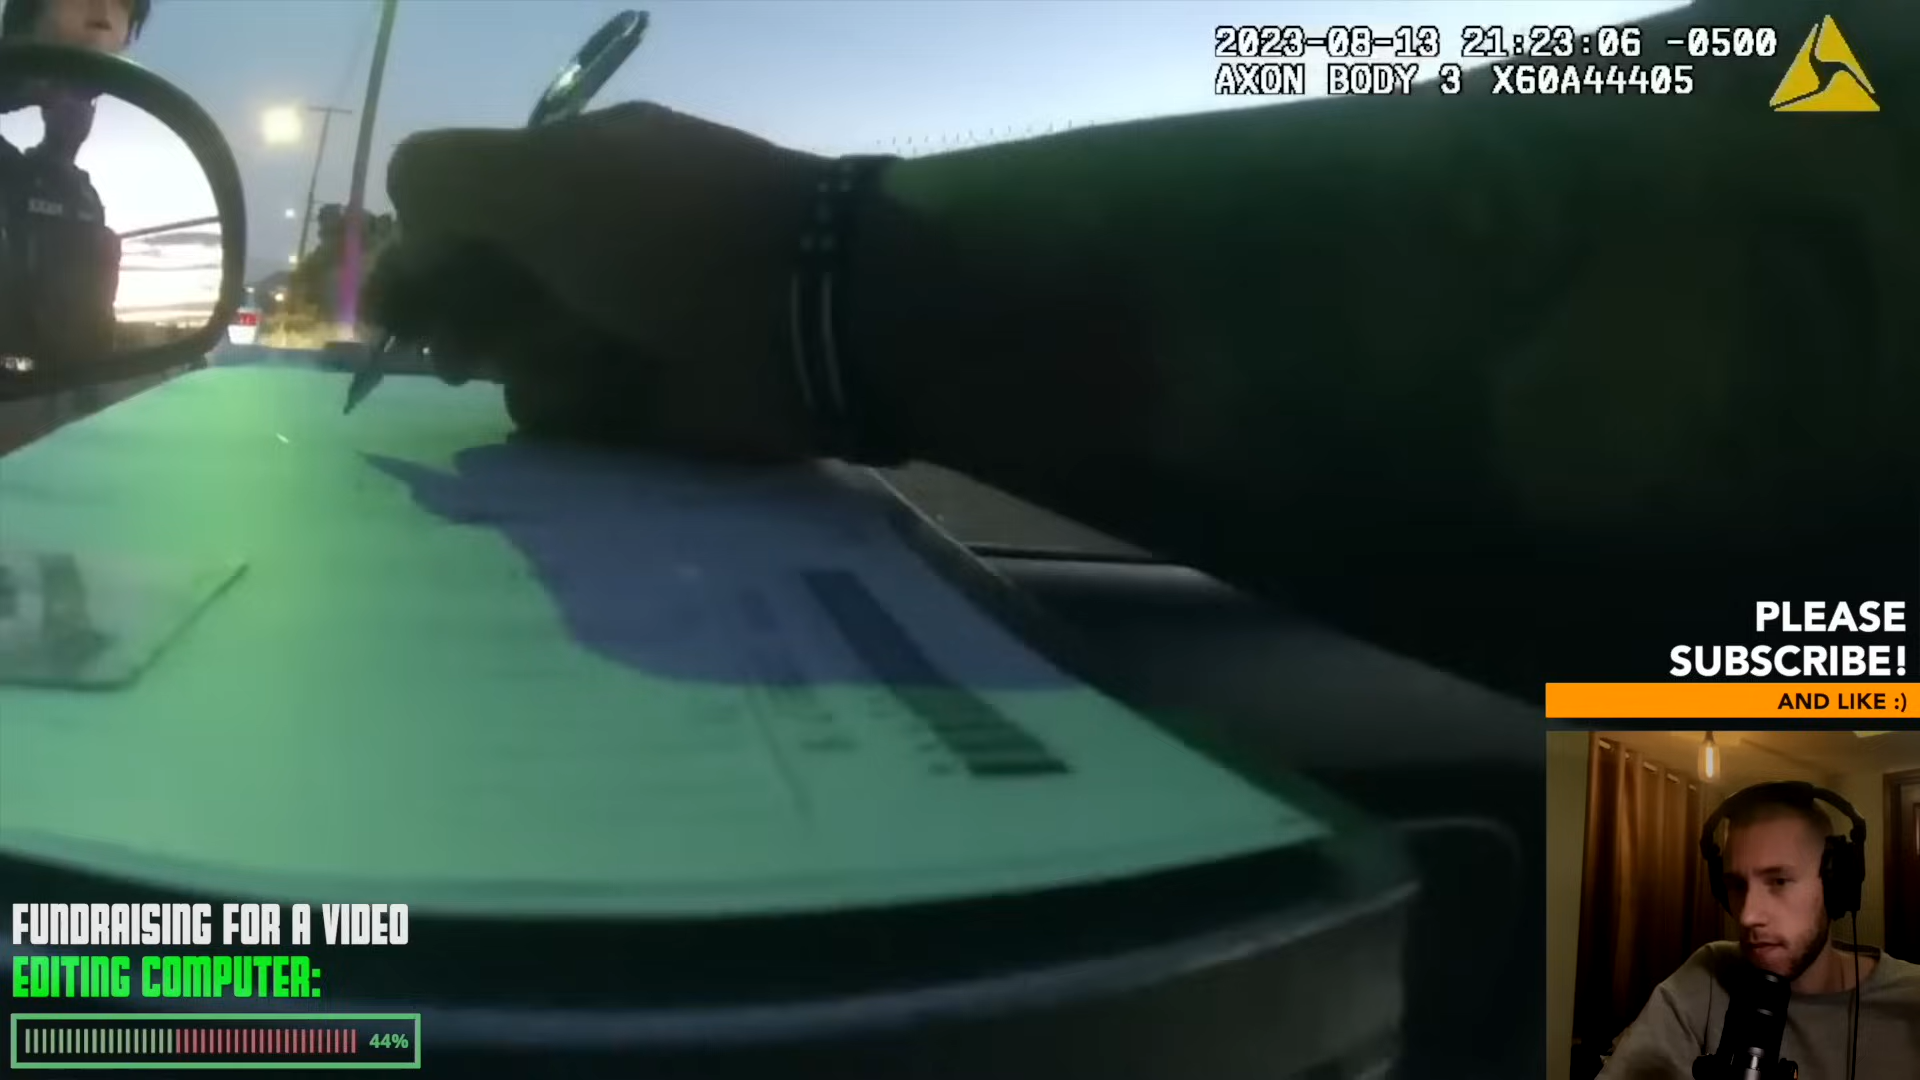 2023-08-13 21:23:06 -0500
AXON BODY 3 X60A44405
PLEASE
SUBSCRIBE!
AND LIKE :)
FUNDRAISING FOR A VIDEO
EDITING COMPUTER:
44%